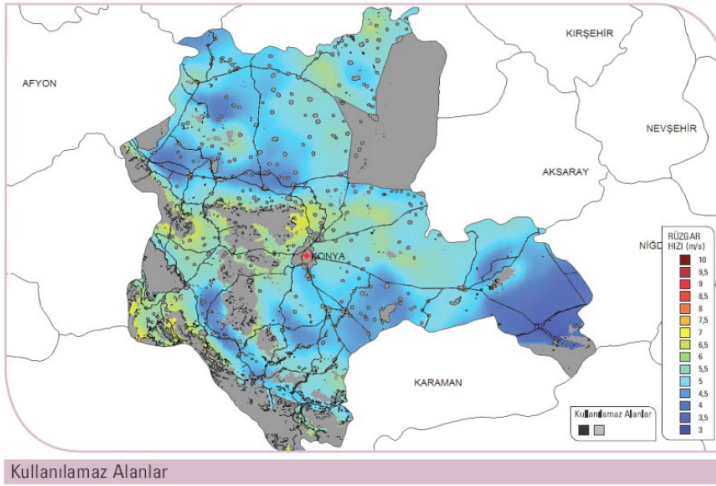 KIRŞEHİR
AFYON
NEVŞEHİR
AKSARAY
RÜZGAR
HIZI (m/s)
10
9,5
9
8,5
8
7,5
7
6,5
6
5,5
5
4,5
4
3,5
3
NİĞD
KONYA
KARAMAN
Kullanılamaz Alanlar
Kullanılamaz Alanlar